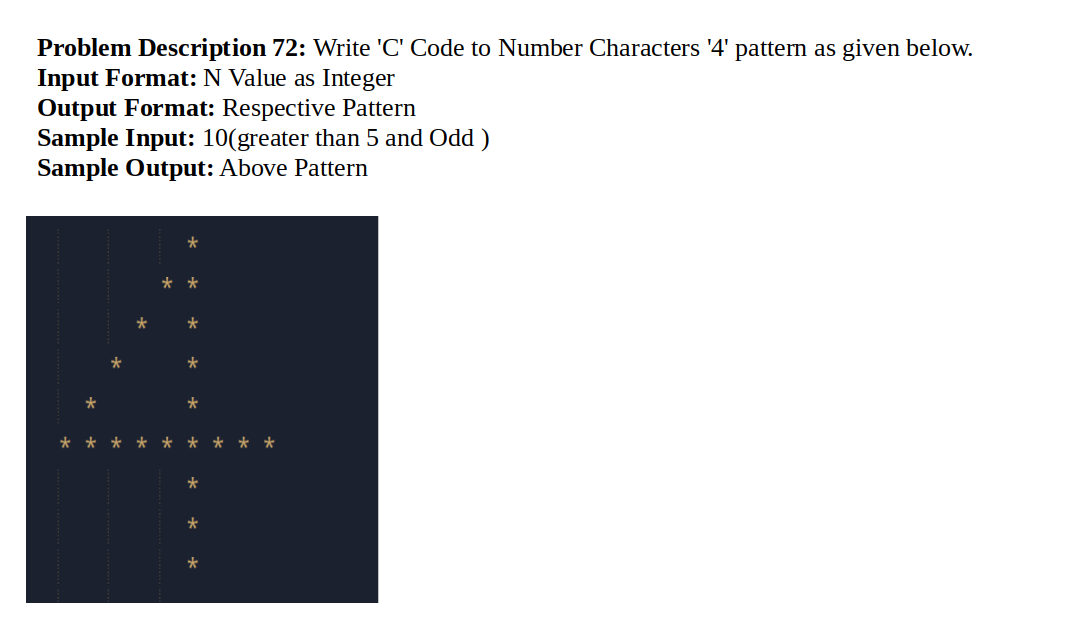 Problem Description 72: Write 'C' Code to Number Characters '4' pattern as given below.
Input Format: N Value as Integer
Output Format: Respective Pattern
Sample Input: 10(greater than 5 and Odd )
Sample Output: Above Pattern
*
* *
* *
* *
* *
* * * * * * * * *
*
*
*